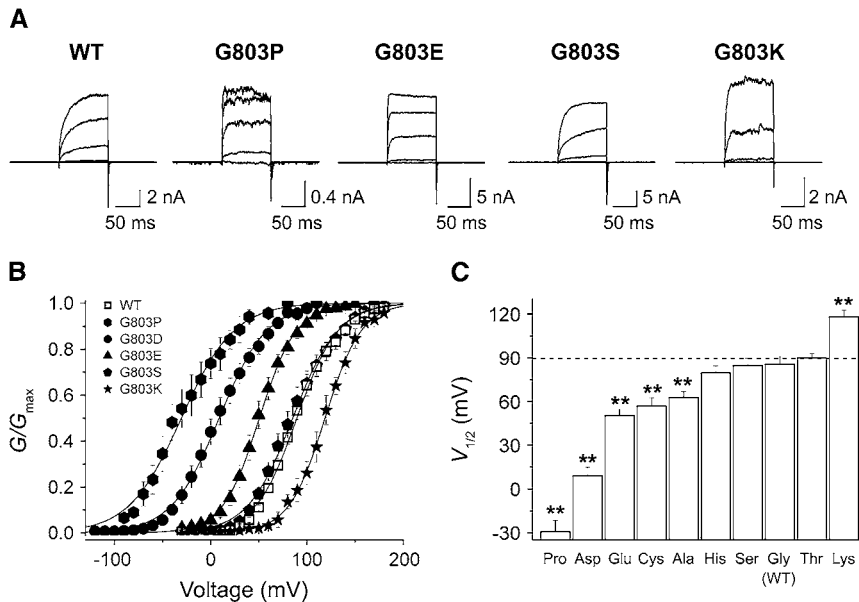 A
WT
G803P
G803E
G803S
G803K
2 nA
50 ms
0.4 nA
50 ms
5 nA
50 ms
5 nA
50 ms
2 nA
50 ms
B
G/Gmax
1.0
0.8
0.6
0.4
0.2
0.0
WT
G803P
G803D
G803E
G803S
G803K
-100 0 100 200
Voltage (mV)
C
V1/2 (mV)
120
90
60
30
0
-30
**
**
**
**
**
**
Pro Asp Glu Cys Ala His Ser Gly Thr Lys
(WT)